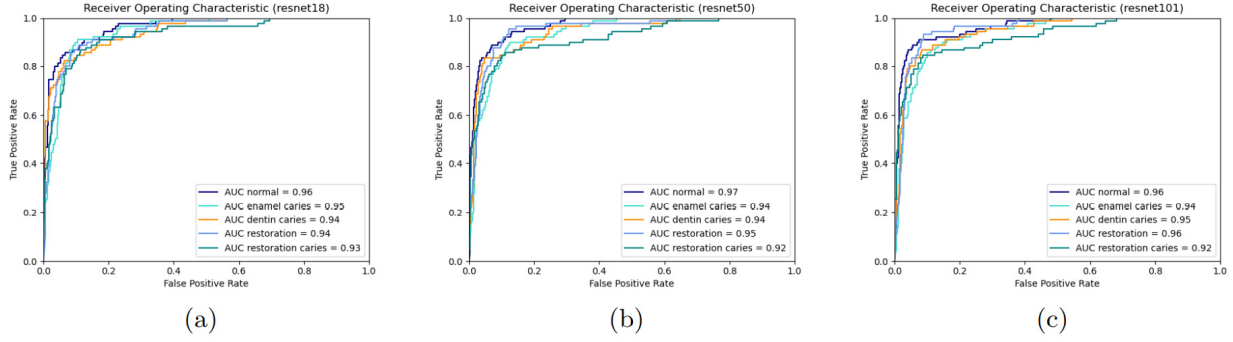 Receiver Operating Characteristic (resnet18)
1.0
0.8
0.6
0.4
0.2
0.0
True Positive Rate
AUC normal = 0.96
AUC enamel caries = 0.95
AUC dentin caries = 0.94
AUC restoration = 0.94
AUC restoration caries = 0.93
0.0 0.2 0.4 0.6 0.8 1.0
False Positive Rate
(a)
Receiver Operating Characteristic (resnet50)
1.0
0.8
0.6
0.4
0.2
0.0
True Positive Rate
AUC normal = 0.97
AUC enamel caries = 0.94
AUC dentin caries = 0.94
AUC restoration = 0.95
AUC restoration caries = 0.92
0.0 0.2 0.4 0.6 0.8 1.0
False Positive Rate
(b)
Receiver Operating Characteristic (resnet101)
1.0
0.8
0.6
0.4
0.2
0.0
True Positive Rate
AUC normal = 0.96
AUC enamel caries = 0.94
AUC dentin caries = 0.95
AUC restoration = 0.96
AUC restoration caries = 0.92
0.0 0.2 0.4 0.6 0.8 1.0
False Positive Rate
(c)